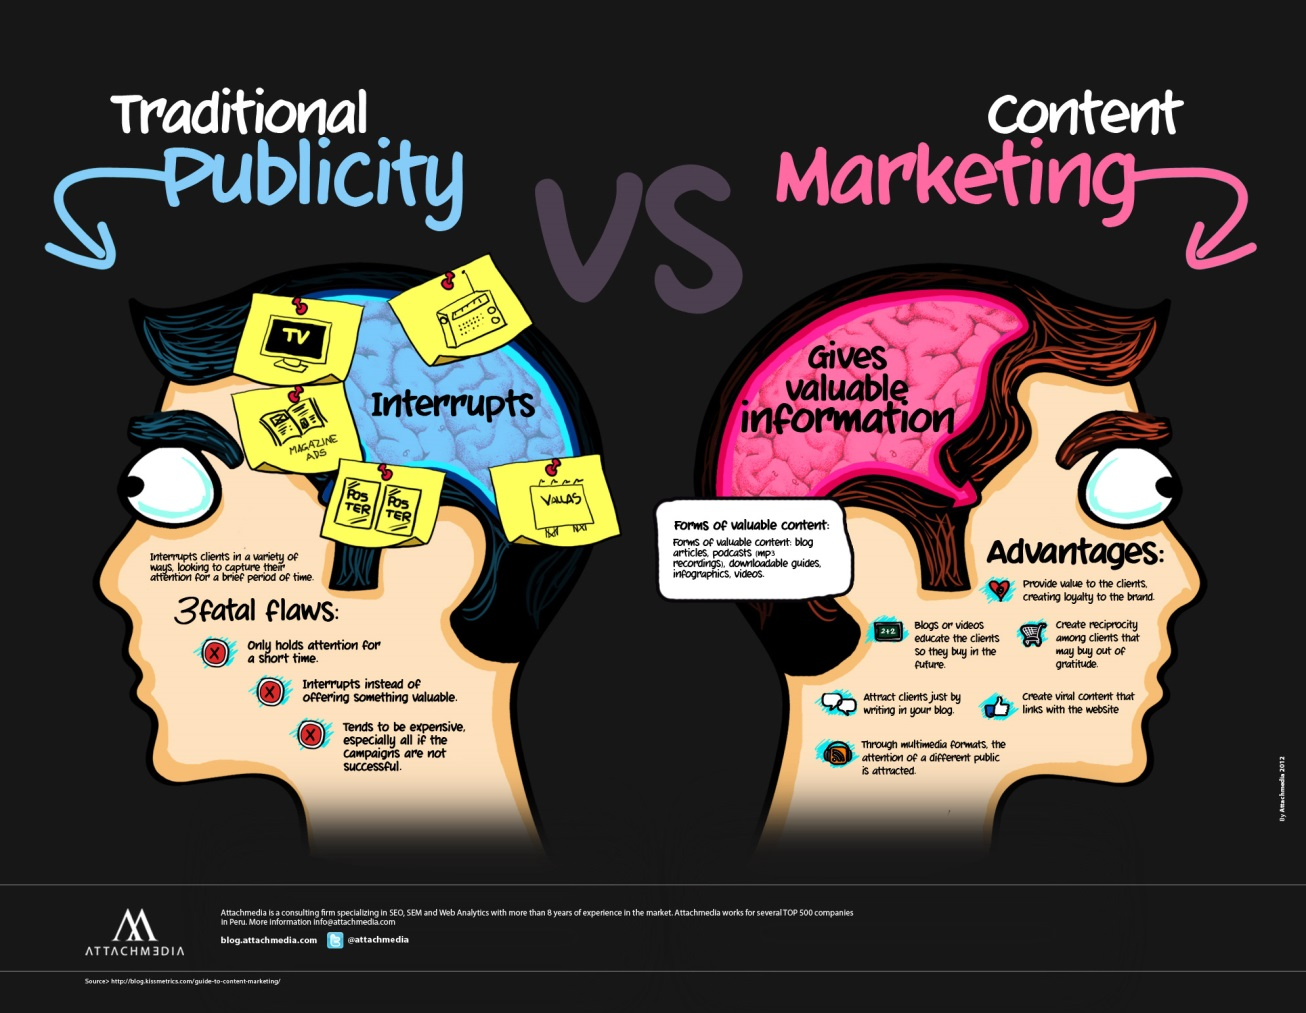 Traditional
Publicity
VS
Content
Marketing
TV
MAGAZINE
ADS
POS
TER
POS
TER
VALLAS
Interrupts
Interrupts clients in a variety of
ways, looking to capture their
attention for a brief period of time.
3 fatal flaws:
X
Only holds attention for
a short time.
X
Interrupts instead of
offering something valuable.
X
Tends to be expensive,
especially all if the
campaigns are not
successful.
Gives
valuable
information
Forms of valuable content:
Forms of valuable content: blog
articles, podcasts (mp3
recordings), downloadable guides,
infographics, videos.
Advantages:
Provide value to the clients,
creating loyalty to the brand.
2+2
Blogs or videos
educate the clients
so they buy in the
future.
Create reciprocity
among clients that
may buy out of
gratitude.
Attract clients just by
writing in your blog.
Create viral content that
links with the website
Through multimedia formats, the
attention of a different public
is attracted.
By Attachmedia 2012
ATTACHMEDIA
Attachmedia is a consulting firm specializing in SEO, SEM and Web Analytics with more than 8 years of experience in the market. Attachmedia works for several TOP 500 companies
in Peru. More information info@attachmedia.com
blog.attachmedia.com @attachmedia
Source> http://blog.kissmetrics.com/guide-to-content-marketing/